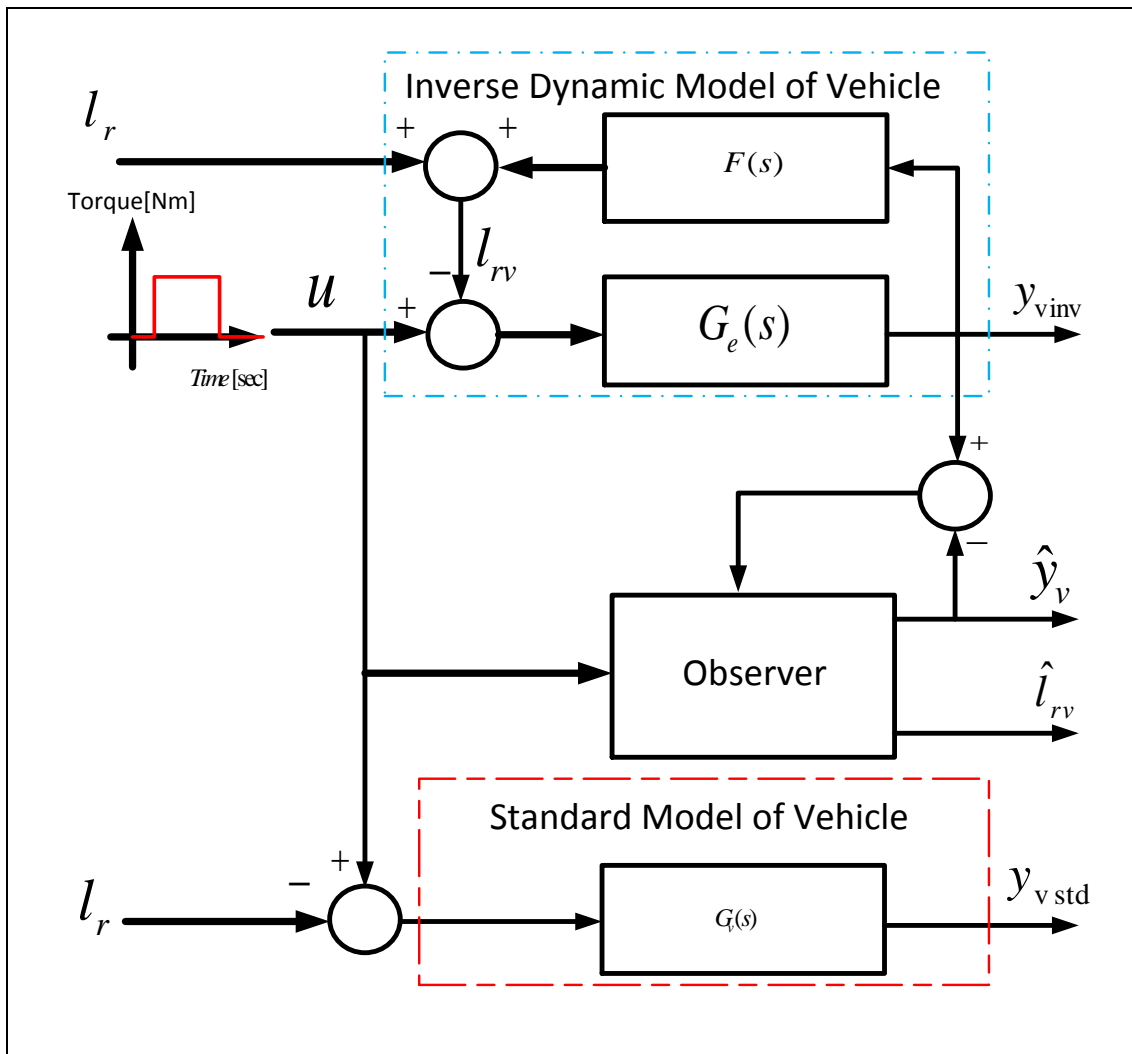 Inverse Dynamic Model of Vehicle
l_r
+
+
F(s)
Torque[Nm]
−
l_rv
u
+
G_e(s)
y_vinv
Time[sec]
+
−
ŷ_v
Observer
l̂_rv
Standard Model of Vehicle
+
−
l_r
G_v(s)
y_v std